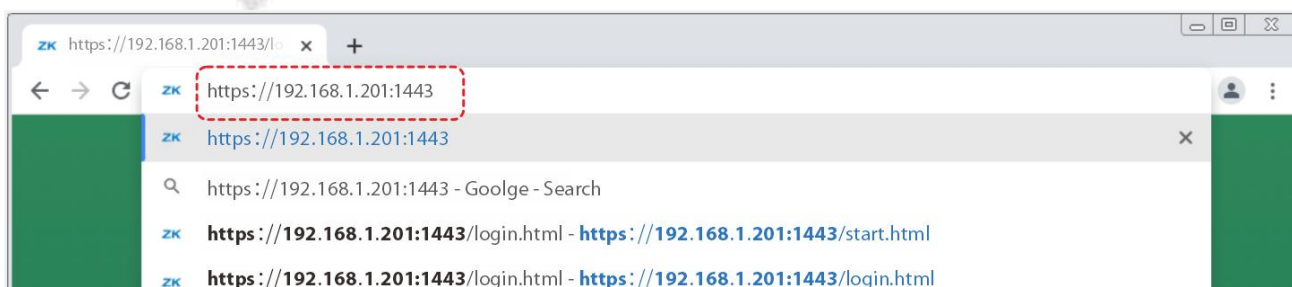 ZK https://192.168.1.201:1443/lo
ZK https://192.168.1.201:1443
ZK https://192.168.1.201:1443
https://192.168.1.201:1443 - Goolge - Search
ZK https://192.168.1.201:1443/login.html - https://192.168.1.201:1443/start.html
ZK https://192.168.1.201:1443/login.html - https://192.168.1.201:1443/login.html